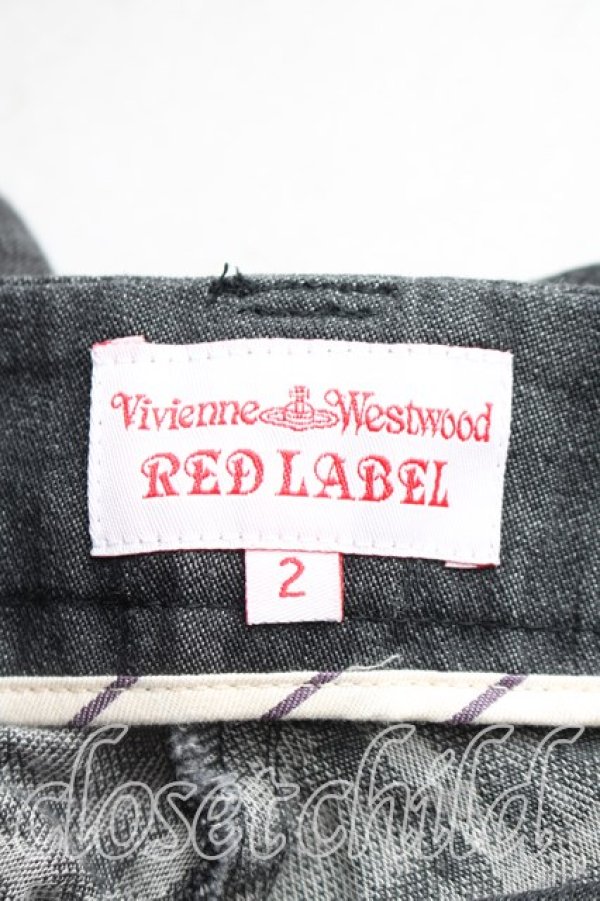 Vivienne Westwood
RED LABEL
2
closet child